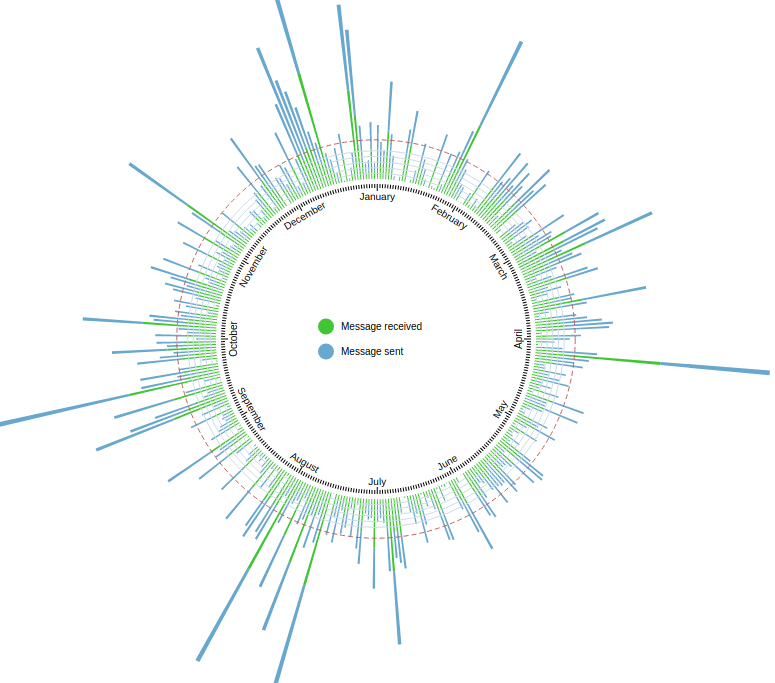 January
February
March
April
May
June
July
August
September
October
November
December
Message received
Message sent